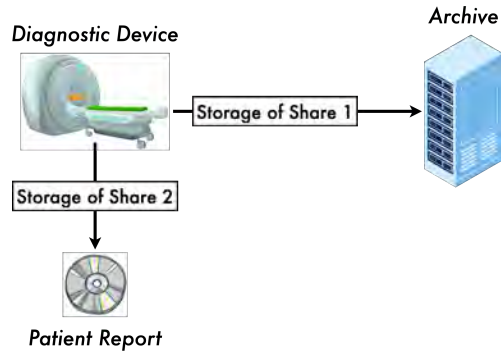 Archive
Diagnostic Device
Storage of Share 1
Storage of Share 2
Patient Report